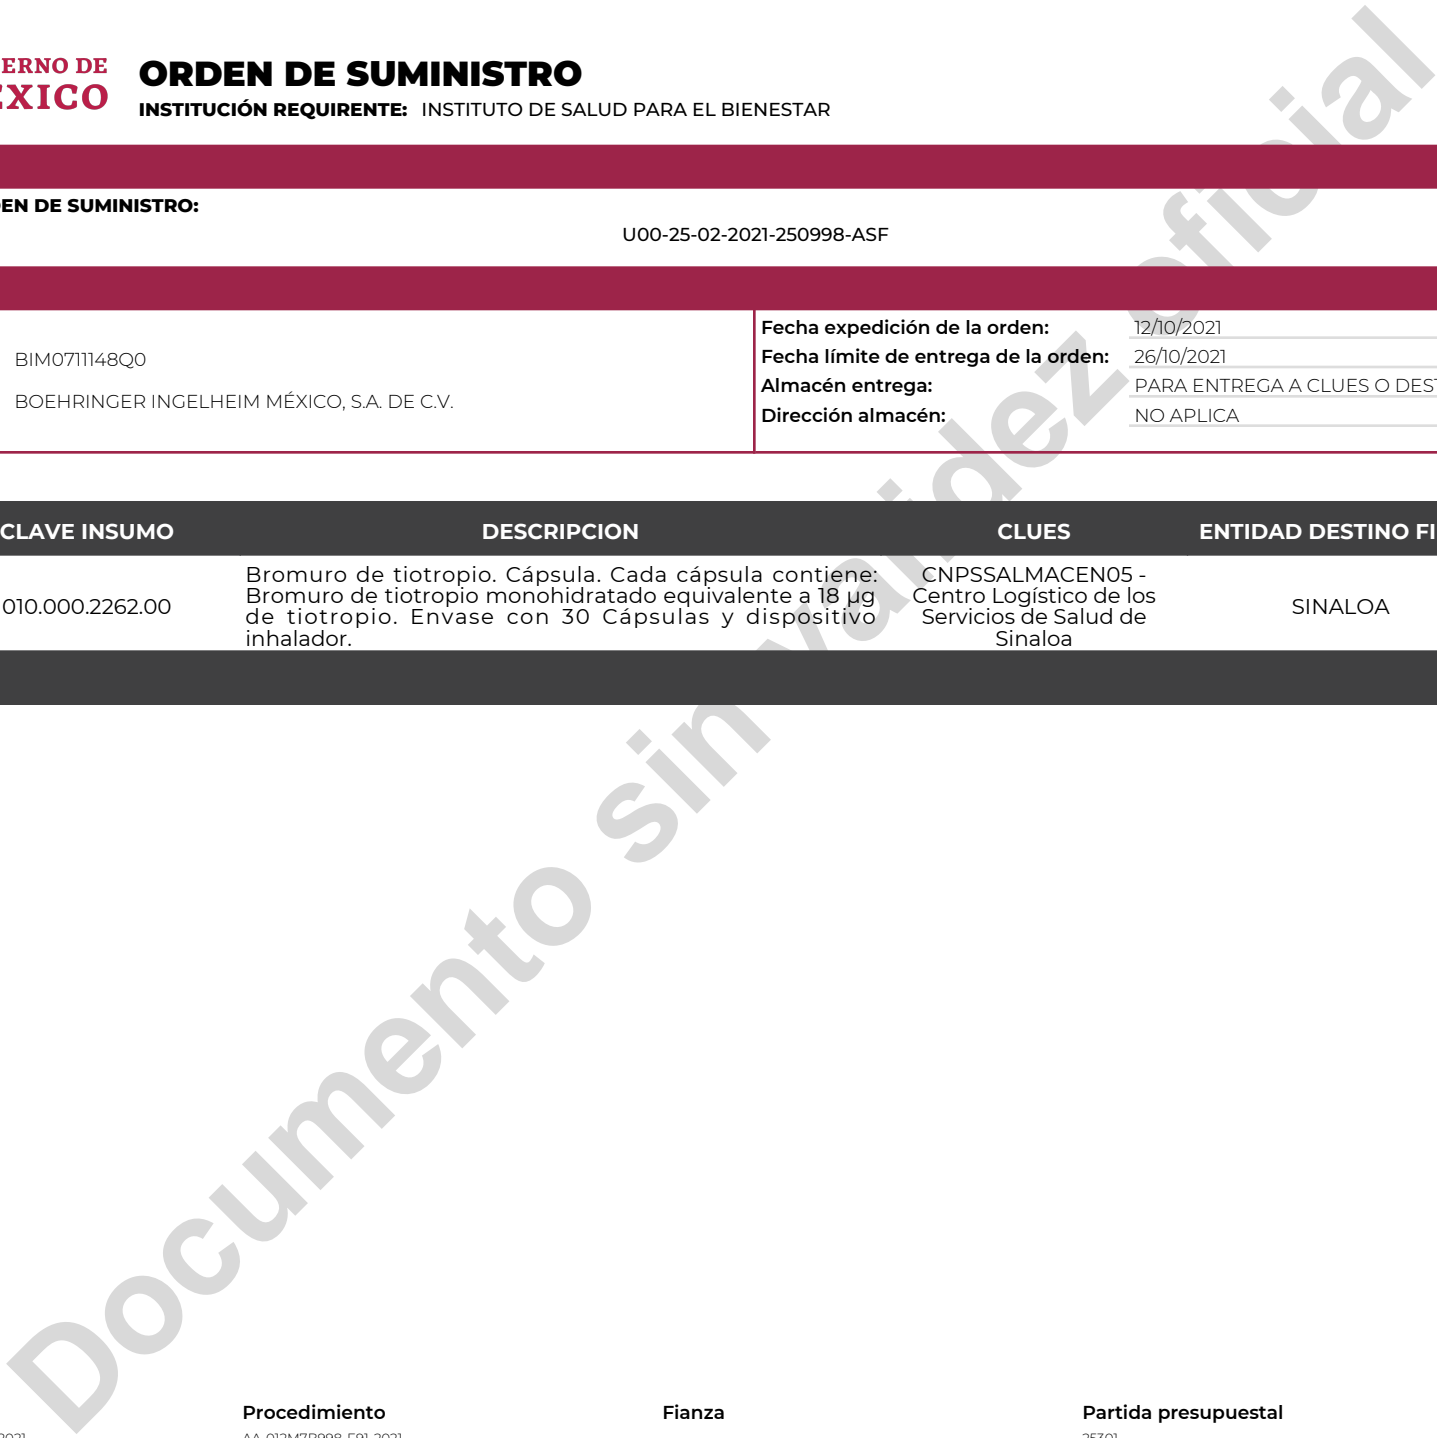 ERNO DE
ÉXICO
ORDEN DE SUMINISTRO
INSTITUCIÓN REQUIRENTE: INSTITUTO DE SALUD PARA EL BIENESTAR
EN DE SUMINISTRO:
U00-25-02-2021-250998-ASF
BIM0711148Q0
BOEHRINGER INGELHEIM MÉXICO, S.A. DE C.V.
Fecha expedición de la orden: 12/10/2021
Fecha límite de entrega de la orden: 26/10/2021
Almacén entrega: PARA ENTREGA A CLUES O DEST
Dirección almacén: NO APLICA
CLAVE INSUMO DESCRIPCION CLUES ENTIDAD DESTINO FI
010.000.2262.00
Bromuro de tiotropio. Cápsula. Cada cápsula contiene:
Bromuro de tiotropio monohidratado equivalente a 18 µg
de tiotropio. Envase con 30 Cápsulas y dispositivo
inhalador.
CNPSSALMACEN05 -
Centro Logístico de los
Servicios de Salud de
Sinaloa
SINALOA
Documento sin validez oficial
Procedimiento Fianza Partida presupuestal